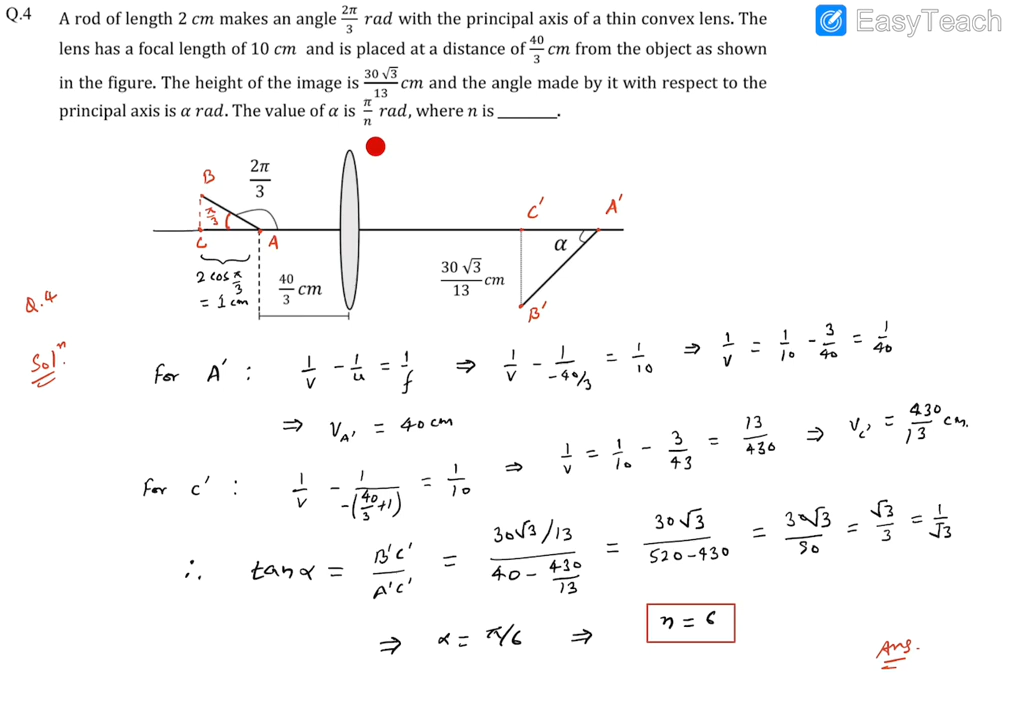 Q.4 A rod of length 2 cm makes an angle 2π/3 rad with the principal axis of a thin convex lens. The
lens has a focal length of 10 cm and is placed at a distance of 40/3 cm from the object as shown
in the figure. The height of the image is 30√3/13 cm and the angle made by it with respect to the
principal axis is α rad. The value of α is π/n rad, where n is ______.
EasyTeach
B
2π/3
π/3
C
A
C'
A'
α
2 cos π/3
= 1 cm
40/3 cm
30√3/13 cm
B'
Q.4
Solⁿ.
For A' : 1/v - 1/u = 1/f ⇒ 1/v - 1/(-40/3) = 1/10 ⇒ 1/v = 1/10 - 3/40 = 1/40
⇒ V_A' = 40 cm
For C' : 1/v - 1/(-(40/3+1)) = 1/10 ⇒ 1/v = 1/10 - 3/43 = 13/430 ⇒ V_C' = 430/13 cm.
∴ tanα = B'C'/A'C' = (30√3/13)/(40 - 430/13) = 30√3/(520-430) = 30√3/90 = √3/3 = 1/√3
⇒ α = π/6 ⇒ n = 6
Ans.